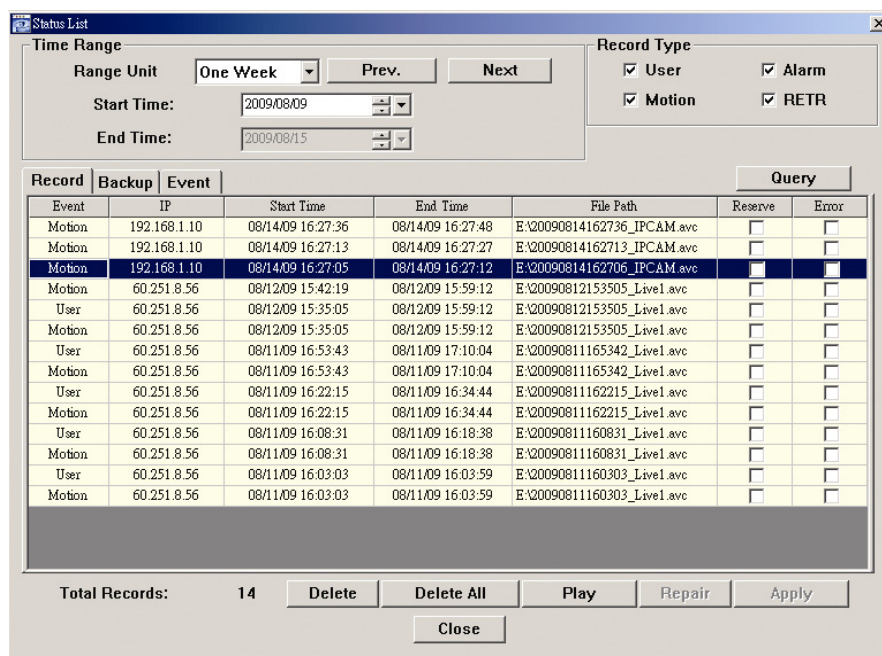 Status List
Time Range
Range Unit One Week Prev. Next
Start Time: 2009/08/09
End Time: 2009/08/15
Record Type
User Alarm
Motion RETR
Record Backup Event
Query
Event IP Start Time End Time File Path Reserve Error
Motion 192.168.1.10 08/14/09 16:27:36 08/14/09 16:27:48 E:\20090814162736_IPCAM.avc
Motion 192.168.1.10 08/14/09 16:27:13 08/14/09 16:27:27 E:\20090814162713_IPCAM.avc
Motion 192.168.1.10 08/14/09 16:27:05 08/14/09 16:27:12 E:\20090814162706_IPCAM.avc
Motion 60.251.8.56 08/12/09 15:42:19 08/12/09 15:59:12 E:\20090812153505_Live1.avc
User 60.251.8.56 08/12/09 15:35:05 08/12/09 15:59:12 E:\20090812153505_Live1.avc
Motion 60.251.8.56 08/12/09 15:35:05 08/12/09 15:59:12 E:\20090812153505_Live1.avc
User 60.251.8.56 08/11/09 16:53:43 08/11/09 17:10:04 E:\20090811165342_Live1.avc
Motion 60.251.8.56 08/11/09 16:53:43 08/11/09 17:10:04 E:\20090811165342_Live1.avc
User 60.251.8.56 08/11/09 16:22:15 08/11/09 16:34:44 E:\20090811162215_Live1.avc
Motion 60.251.8.56 08/11/09 16:22:15 08/11/09 16:34:44 E:\20090811162215_Live1.avc
User 60.251.8.56 08/11/09 16:08:31 08/11/09 16:18:38 E:\20090811160831_Live1.avc
Motion 60.251.8.56 08/11/09 16:08:31 08/11/09 16:18:38 E:\20090811160831_Live1.avc
User 60.251.8.56 08/11/09 16:03:03 08/11/09 16:03:59 E:\20090811160303_Live1.avc
Motion 60.251.8.56 08/11/09 16:03:03 08/11/09 16:03:59 E:\20090811160303_Live1.avc
Total Records: 14 Delete Delete All Play Repair Apply
Close